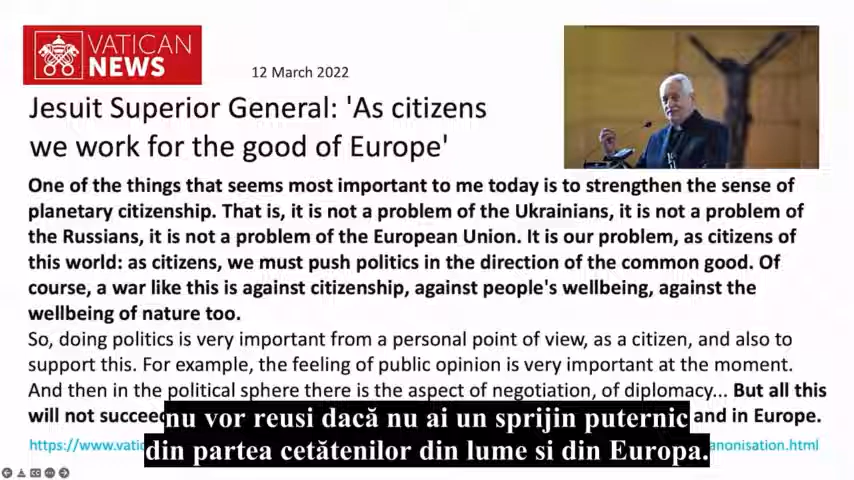 VATICAN
NEWS
12 March 2022
Jesuit Superior General: 'As citizens
we work for the good of Europe'
One of the things that seems most important to me today is to strengthen the sense of
planetary citizenship. That is, it is not a problem of the Ukrainians, it is not a problem of
the Russians, it is not a problem of the European Union. It is our problem, as citizens of
this world: as citizens, we must push politics in the direction of the common good. Of
course, a war like this is against citizenship, against people's wellbeing, against the
wellbeing of nature too.
So, doing politics is very important from a personal point of view, as a citizen, and also to
support this. For example, the feeling of public opinion is very important at the moment.
And then in the political sphere there is the aspect of negotiation, of diplomacy... But all this
will not succeed and in Europe.
https://www.vatic anonisation.html
nu vor reusi dacă nu ai un sprijin puternic
din partea cetătenilor din lume si din Europa.